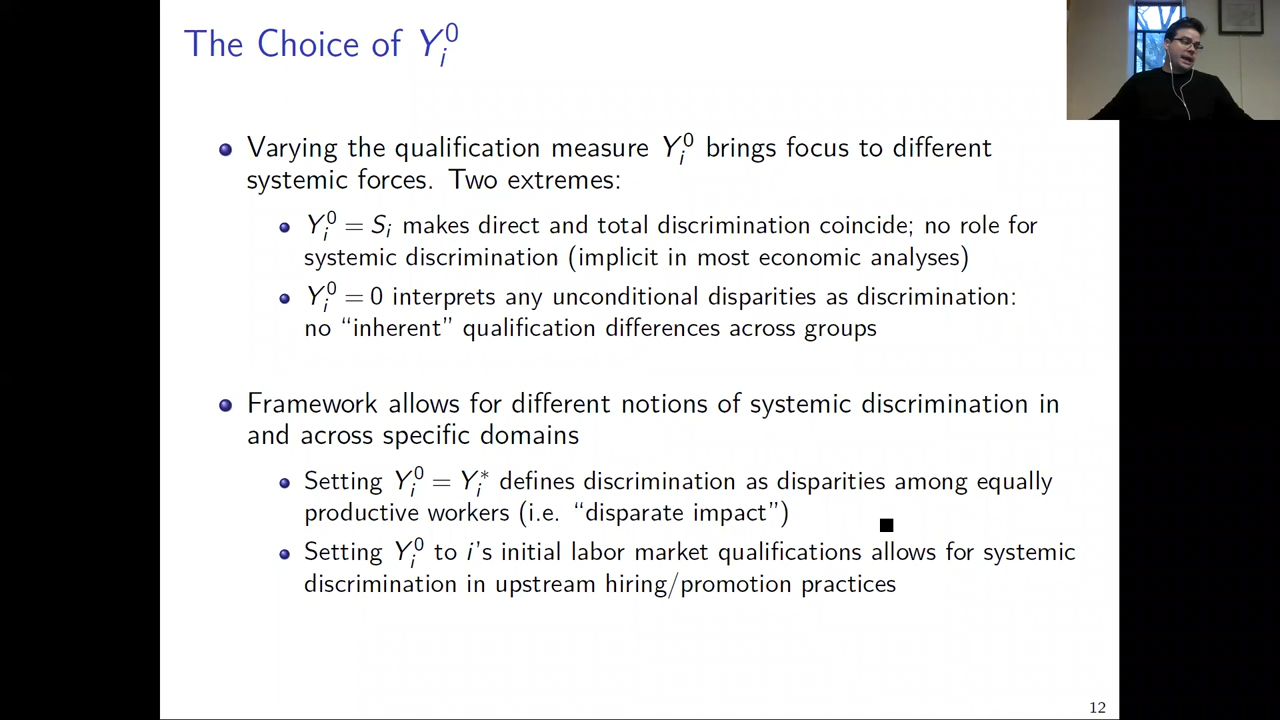 The Choice of Y_i^0
Varying the qualification measure Y_i^0 brings focus to different
systemic forces. Two extremes:
Y_i^0 = S_i makes direct and total discrimination coincide; no role for
systemic discrimination (implicit in most economic analyses)
Y_i^0 = 0 interprets any unconditional disparities as discrimination:
no “inherent” qualification differences across groups
Framework allows for different notions of systemic discrimination in
and across specific domains
Setting Y_i^0 = Y_i^* defines discrimination as disparities among equally
productive workers (i.e. “disparate impact”)
Setting Y_i^0 to i’s initial labor market qualifications allows for systemic
discrimination in upstream hiring/promotion practices
12